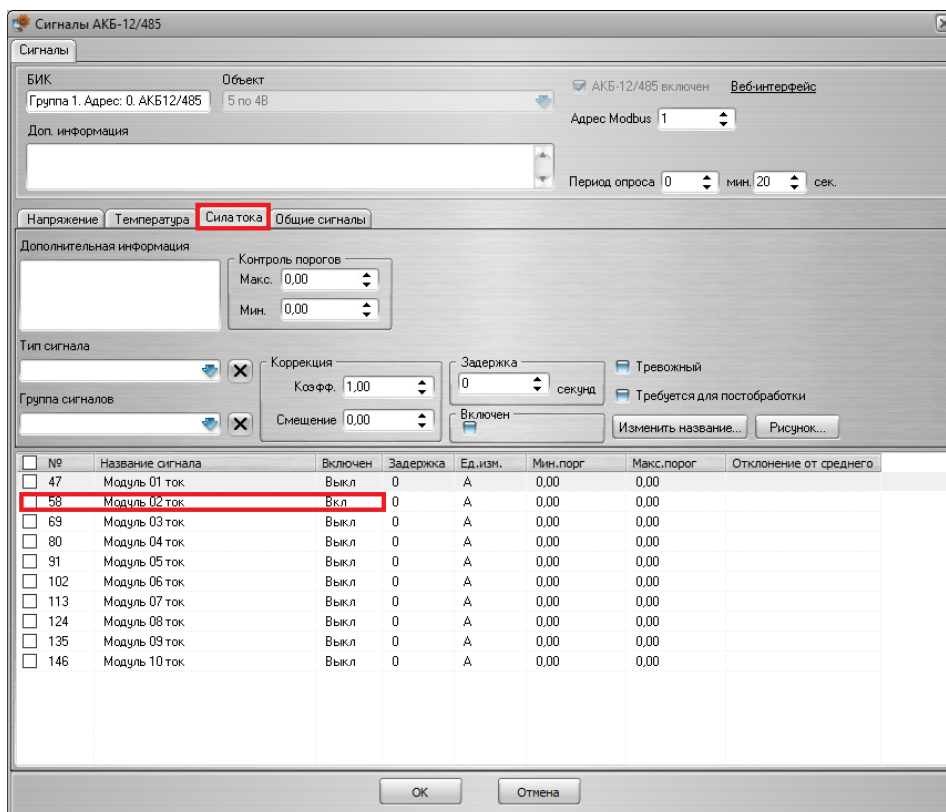 Сигналы АКБ-12/485
Сигналы
БИК Объект
Группа 1. Адрес: 0. АКБ12/485 5 по 4В АКБ-12/485 включен Веб-интерфейс
Адрес Modbus 1
Доп. информация
Период опроса 0 мин. 20 сек.
Напряжение Температура Сила тока Общие сигналы
Дополнительная информация
Контроль порогов
Макс. 0,00
Мин. 0,00
Тип сигнала
Коррекция Задержка
Коэфф. 1,00 0 секунд Тревожный
Группа сигналов Требуется для постобработки
Смещение 0,00 Включен Изменить название... Рисунок...
№ Название сигнала Включен Задержка Ед.изм. Мин.порг Макс.порог Отклонение от среднего
47 Модуль 01 ток Выкл 0 А 0,00 0,00
58 Модуль 02 ток Вкл 0 А 0,00 0,00
69 Модуль 03 ток Выкл 0 А 0,00 0,00
80 Модуль 04 ток Выкл 0 А 0,00 0,00
91 Модуль 05 ток Выкл 0 А 0,00 0,00
102 Модуль 06 ток Выкл 0 А 0,00 0,00
113 Модуль 07 ток Выкл 0 А 0,00 0,00
124 Модуль 08 ток Выкл 0 А 0,00 0,00
135 Модуль 09 ток Выкл 0 А 0,00 0,00
146 Модуль 10 ток Выкл 0 А 0,00 0,00
OK Отмена